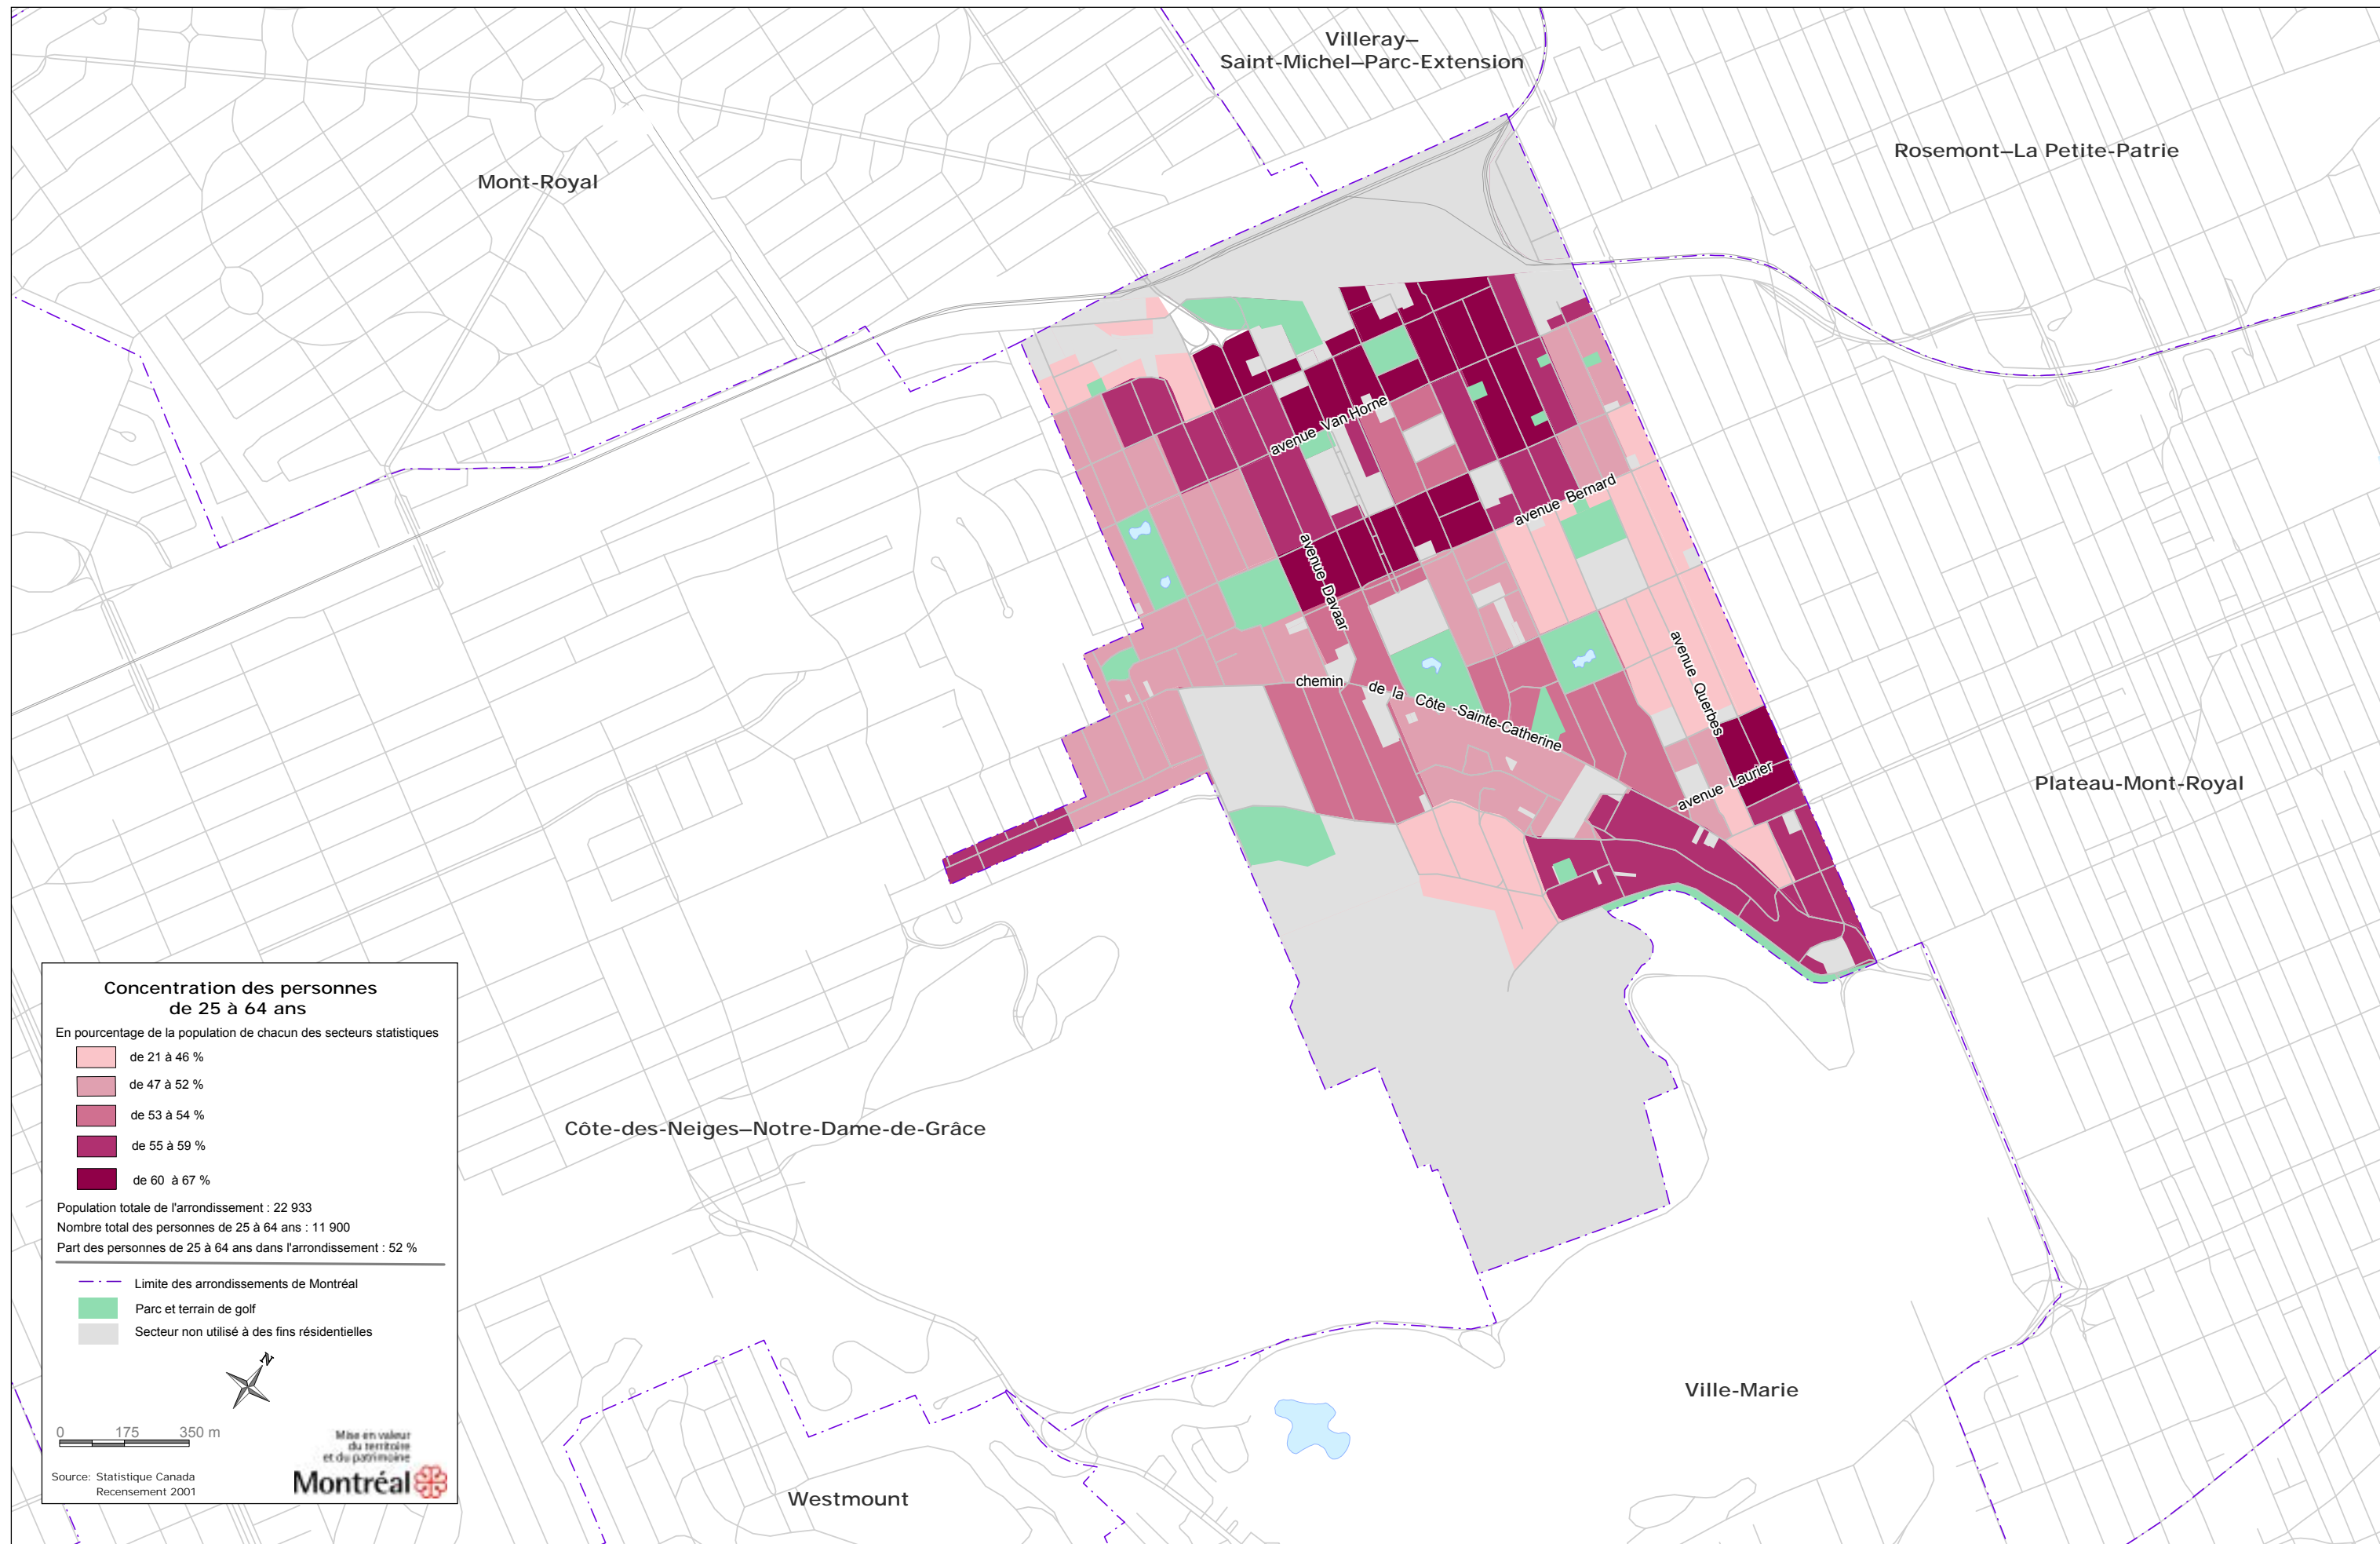 Villeray–
Saint-Michel–Parc-Extension
Rosemont–La Petite-Patrie
Mont-Royal
avenue Van Horne
avenue Bernard
avenue Davaar
chemin de la Côte -Sainte-Catherine
avenue Querbes
avenue Laurier
Plateau-Mont-Royal
Côte-des-Neiges–Notre-Dame-de-Grâce
Ville-Marie
Westmount
Concentration des personnes
de 25 à 64 ans
En pourcentage de la population de chacun des secteurs statistiques
de 21 à 46 %
de 47 à 52 %
de 53 à 54 %
de 55 à 59 %
de 60 à 67 %
Population totale de l'arrondissement : 22 933
Nombre total des personnes de 25 à 64 ans : 11 900
Part des personnes de 25 à 64 ans dans l'arrondissement : 52 %
Limite des arrondissements de Montréal
Parc et terrain de golf
Secteur non utilisé à des fins résidentielles
N
0 175 350 m
Source: Statistique Canada
Recensement 2001
Mise en valeur
du territoire
et du patrimoine
Montréal